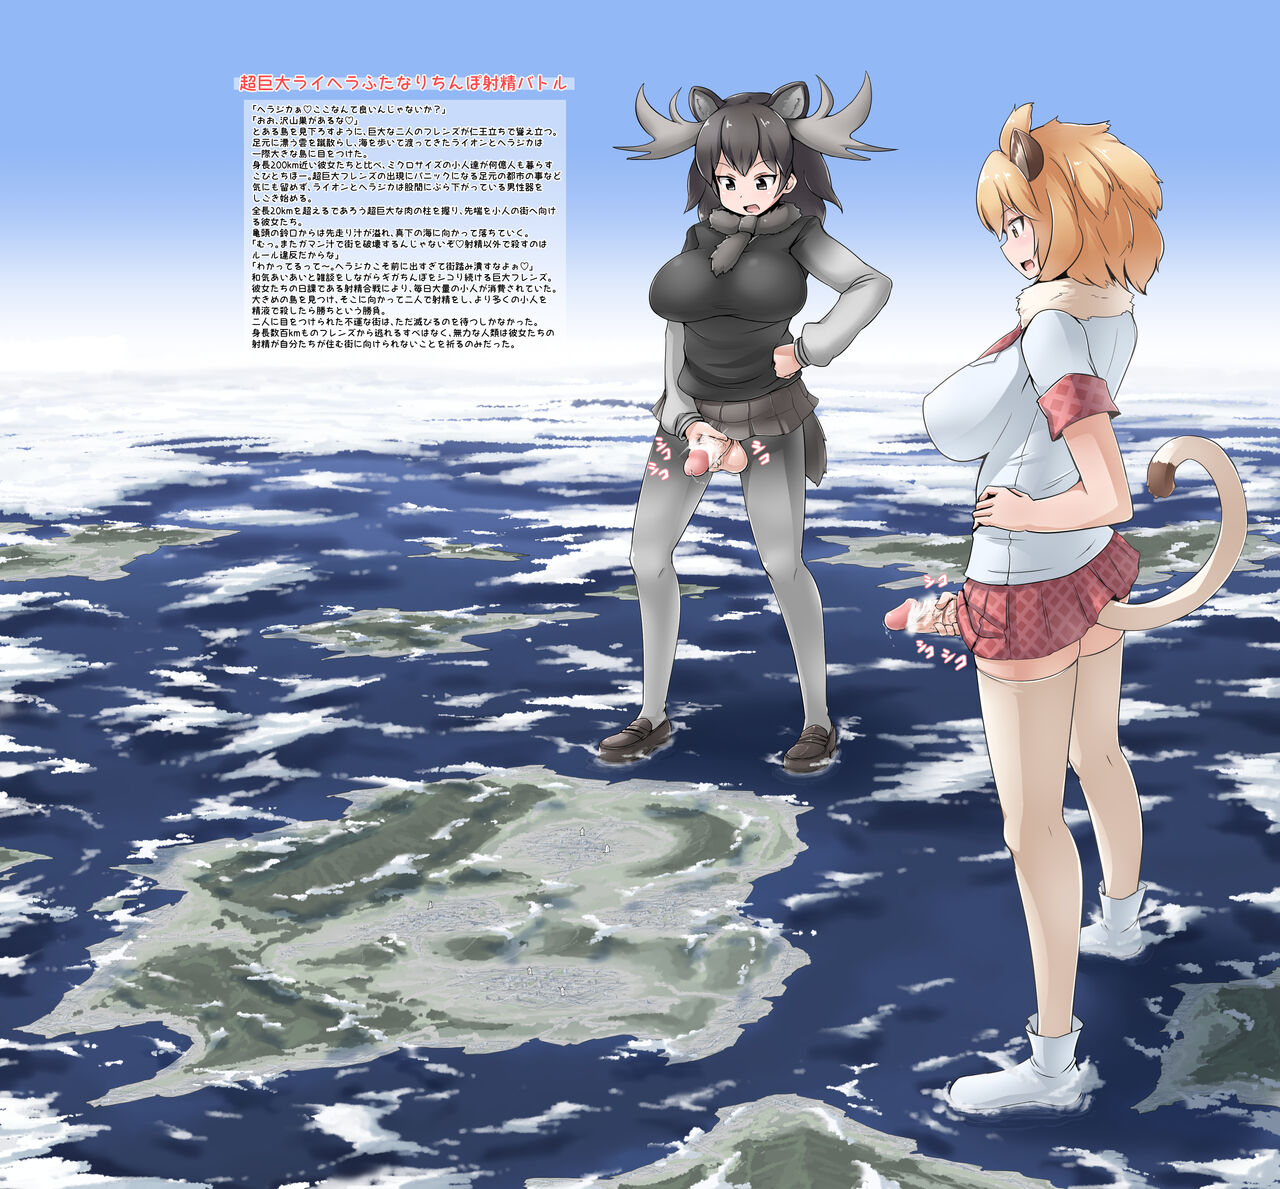 超巨大ライヘラふたなりちんぽ射精バトル
「ヘラジカぁ♡ここなんて良いんじゃないか？」
「おお、沢山巣があるな♡」
とある島を見下ろすように、巨大な二人のフレンズが仁王立ちで聳え立つ。
足元に漂う雲を蹴散らし、海を歩いて渡ってきたライオンとヘラジカは
一際大きな島に目をつけた。
身長200km近い彼女たちと比べ、ミクロサイズの小人達が何億人も暮らす
こひとちほー。超巨大フレンズの出現にパニックになる足元の都市の事など
気にも留めず、ライオンとヘラジカは股間にぶら下がっている男性器を
しごき始める。
全長20kmを超えるであろう超巨大な肉の柱を握り、先端を小人の街へ向け
る彼女たち。
亀頭の鈴口からは先走り汁が溢れ、真下の海に向かって落ちていく。
「むっ。またガマン汁で街を破壊するんじゃないぞ♡射精以外で殺すのは
ルール違反だからな」
「わかってるって〜。ヘラジカこそ前に出すぎて街踏み潰すなよぉ♡」
和気あいあいと雑談をしながらギガちんぽをシコり続ける巨大フレンズ。
彼女たちの日課である射精合戦により、毎日大量の小人が消費されていた。
大きめの島を見つけ、そこに向かって二人で射精をし、より多くの小人を
精液で殺したら勝ちという勝負。
二人に目をつけられた不運な街は、ただ滅びるのを待つしかなかった。
身長数百kmものフレンズから逃れるすべはなく、無力な人類は彼女たちの
射精が自分たちが住む街に向けられないことを祈るのみだった。
シコ
シコ
シコ
シコ
シコ
シコ